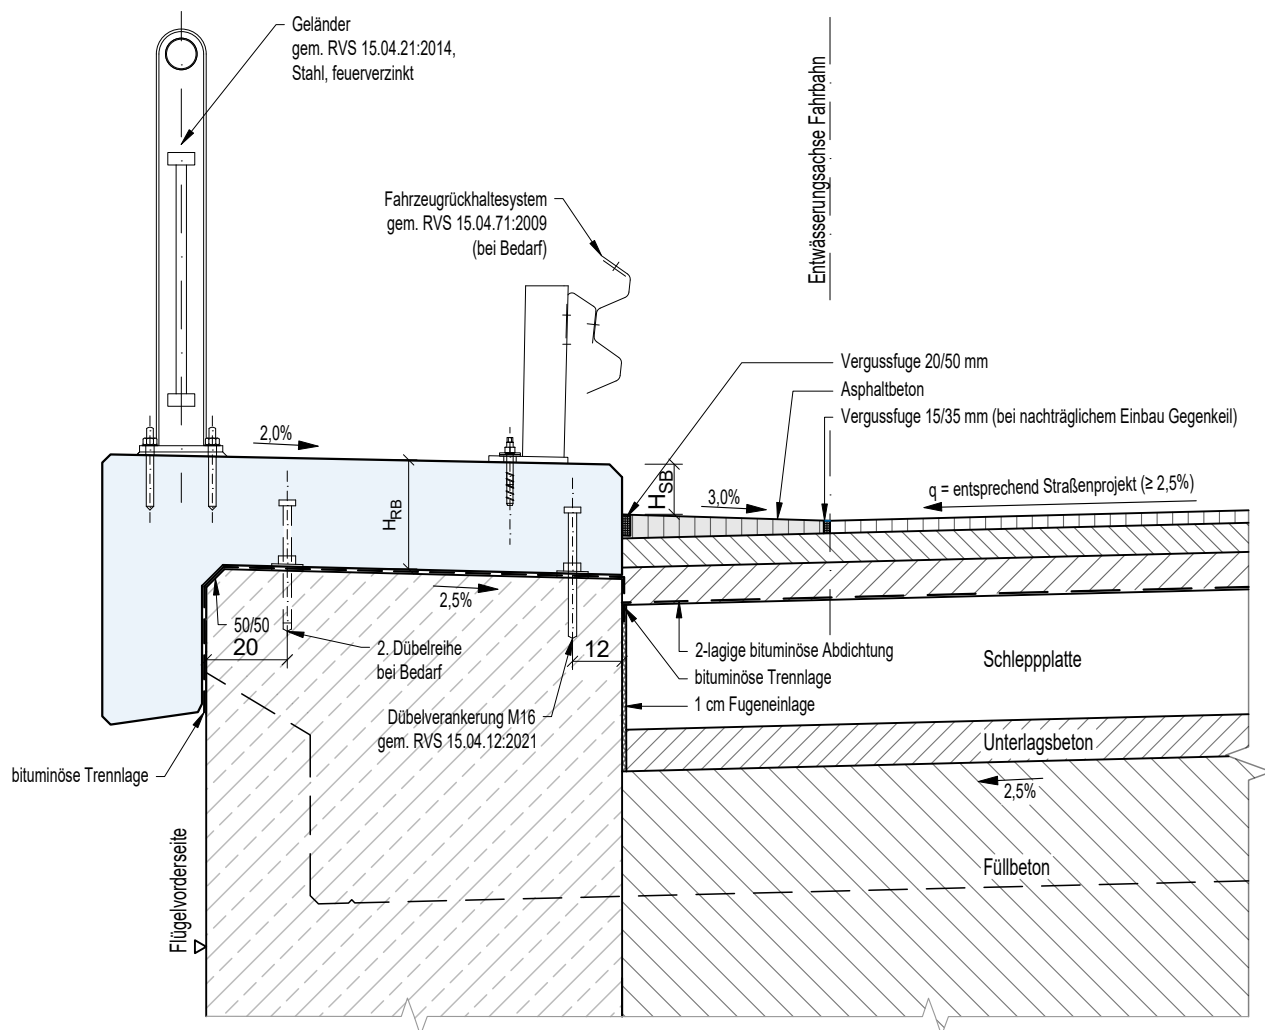 Geländer
gem. RVS 15.04.21:2014,
Stahl, feuerverzinkt
Entwässerungsachse Fahrbahn
Fahrzeugrückhaltesystem
gem. RVS 15.04.71:2009
(bei Bedarf)
Vergussfuge 20/50 mm
Asphaltbeton
Vergussfuge 15/35 mm (bei nachträglichem Einbau Gegenkeil)
2,0%
HRB
HSB
3,0%
q = entsprechend Straßenprojekt (≥ 2,5%)
2,5%
50/50
20
2. Dübelreihe
bei Bedarf
12
2-lagige bituminöse Abdichtung
bituminöse Trennlage
1 cm Fugeneinlage
Schleppplatte
Dübelverankerung M16
gem. RVS 15.04.12:2021
Unterlagsbeton
bituminöse Trennlage
2,5%
Füllbeton
Flügelvorderseite